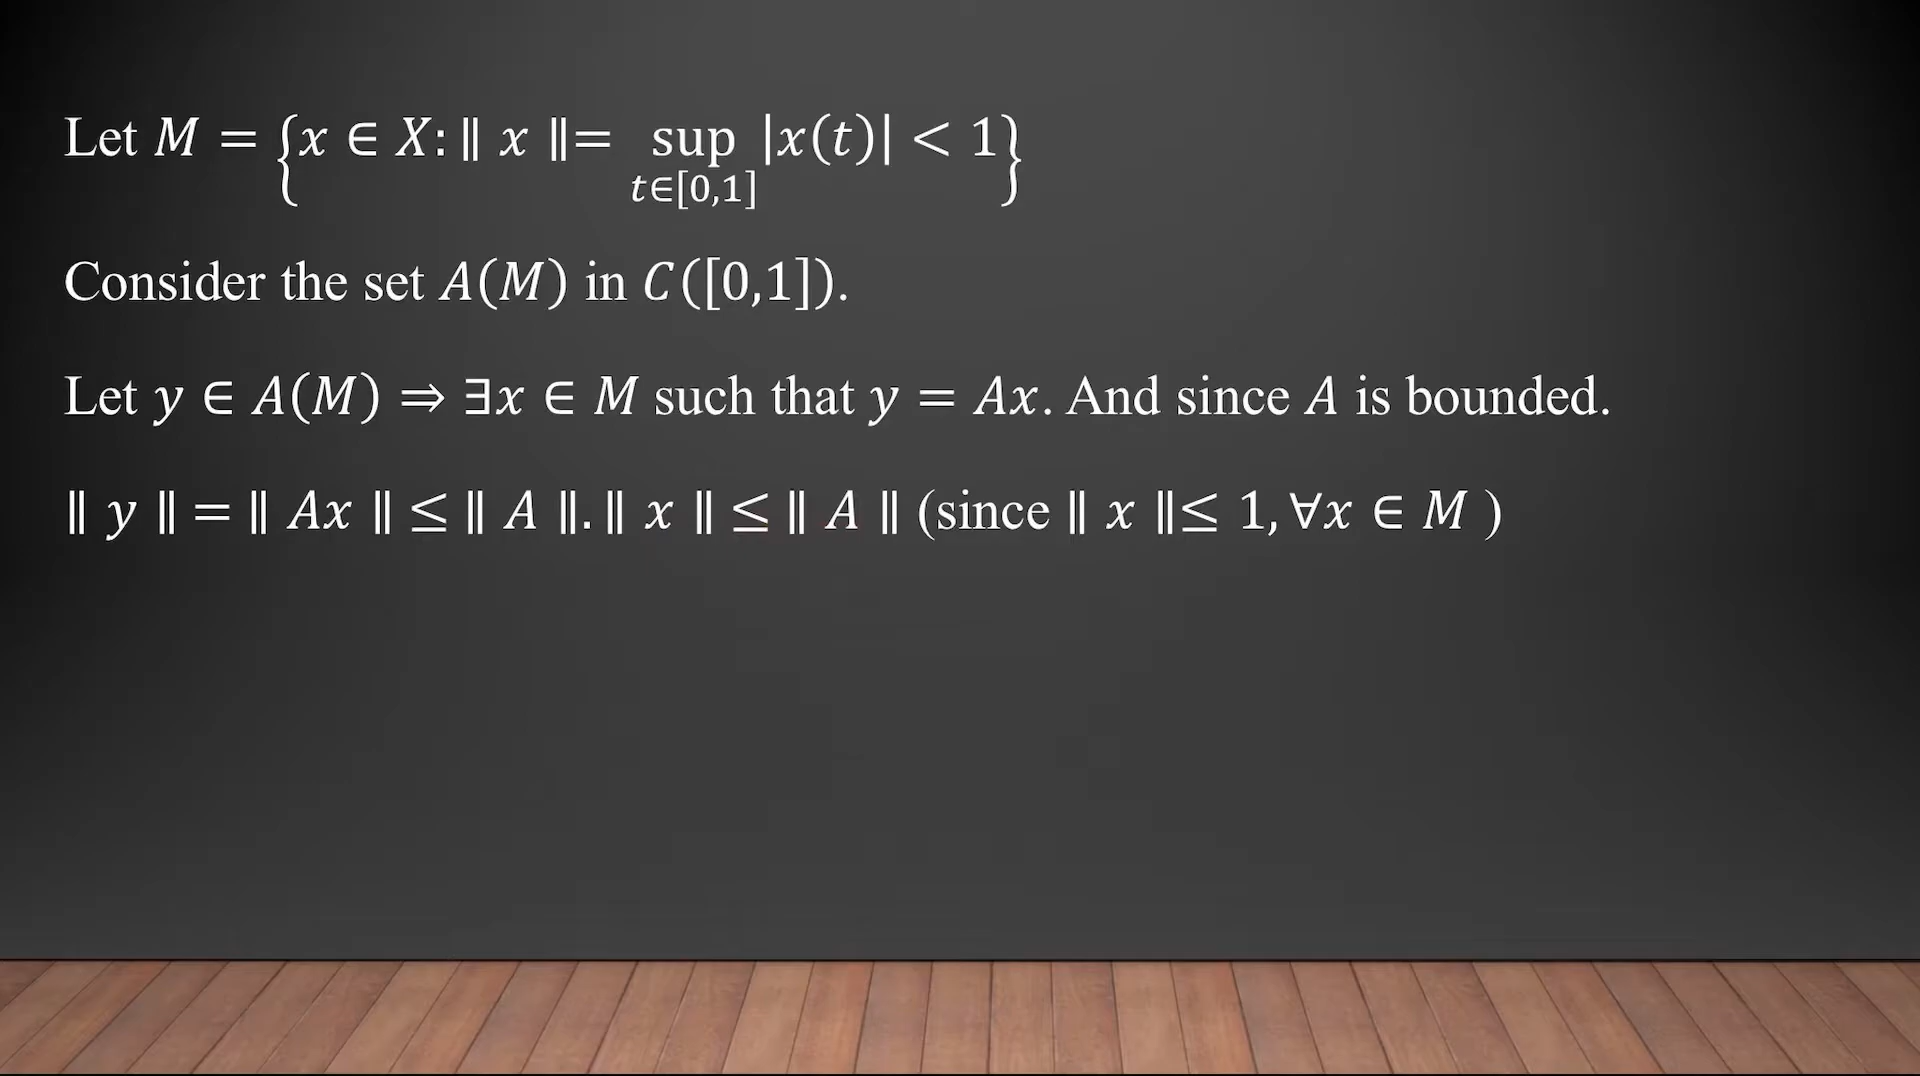 Let M = {x ∈ X: ‖ x ‖= sup |x(t)| < 1}
t∈[0,1]
Consider the set A(M) in C([0,1]).
Let y ∈ A(M) ⇒ ∃x ∈ M such that y = Ax. And since A is bounded.
‖ y ‖ = ‖ Ax ‖ ≤ ‖ A ‖.‖ x ‖ ≤ ‖ A ‖ (since ‖ x ‖≤ 1, ∀x ∈ M )